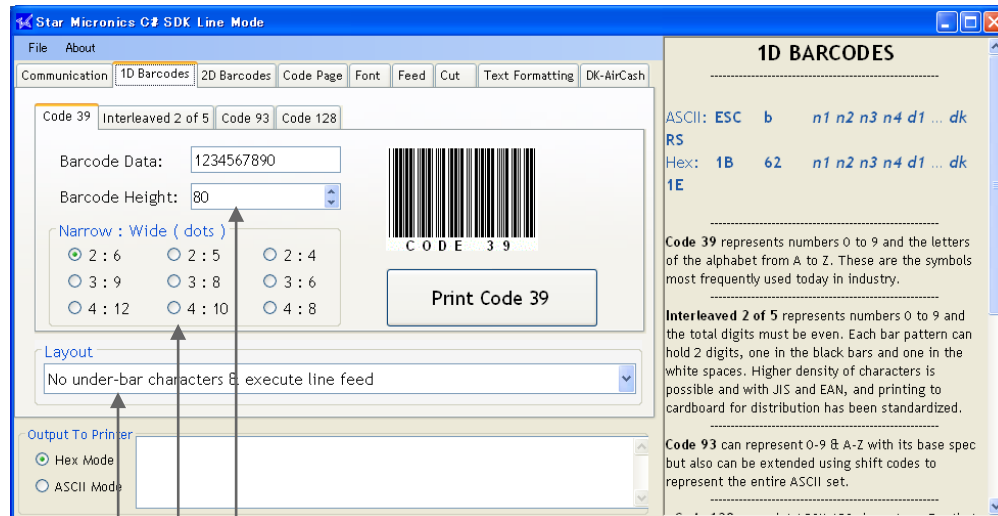 Star Micronics C# SDK Line Mode
File About
Communication 1D Barcodes 2D Barcodes Code Page Font Feed Cut Text Formatting DK-AirCash
Code 39 Interleaved 2 of 5 Code 93 Code 128
Barcode Data: 1234567890
Barcode Height: 80
Narrow : Wide ( dots )
2 : 6 2 : 5 2 : 4
3 : 9 3 : 8 3 : 6
4 : 12 4 : 10 4 : 8
CODE 39
Print Code 39
Layout
No under-bar characters & execute line feed
Output To Printer
Hex Mode
ASCII Mode
1D BARCODES
ASCII: ESC b n1 n2 n3 n4 d1 ... dk
RS
Hex: 1B 62 n1 n2 n3 n4 d1 ... dk
1E
Code 39 represents numbers 0 to 9 and the letters
of the alphabet from A to Z. These are the symbols
most frequently used today in industry.
Interleaved 2 of 5 represents numbers 0 to 9 and
the total digits must be even. Each bar pattern can
hold 2 digits, one in the black bars and one in the
white spaces. Higher density of characters is
possible and with JIS and EAN, and printing to
cardboard for distribution has been standardized.
Code 93 can represent 0-9 & A-Z with its base spec
but also can be extended using shift codes to
represent the entire ASCII set.